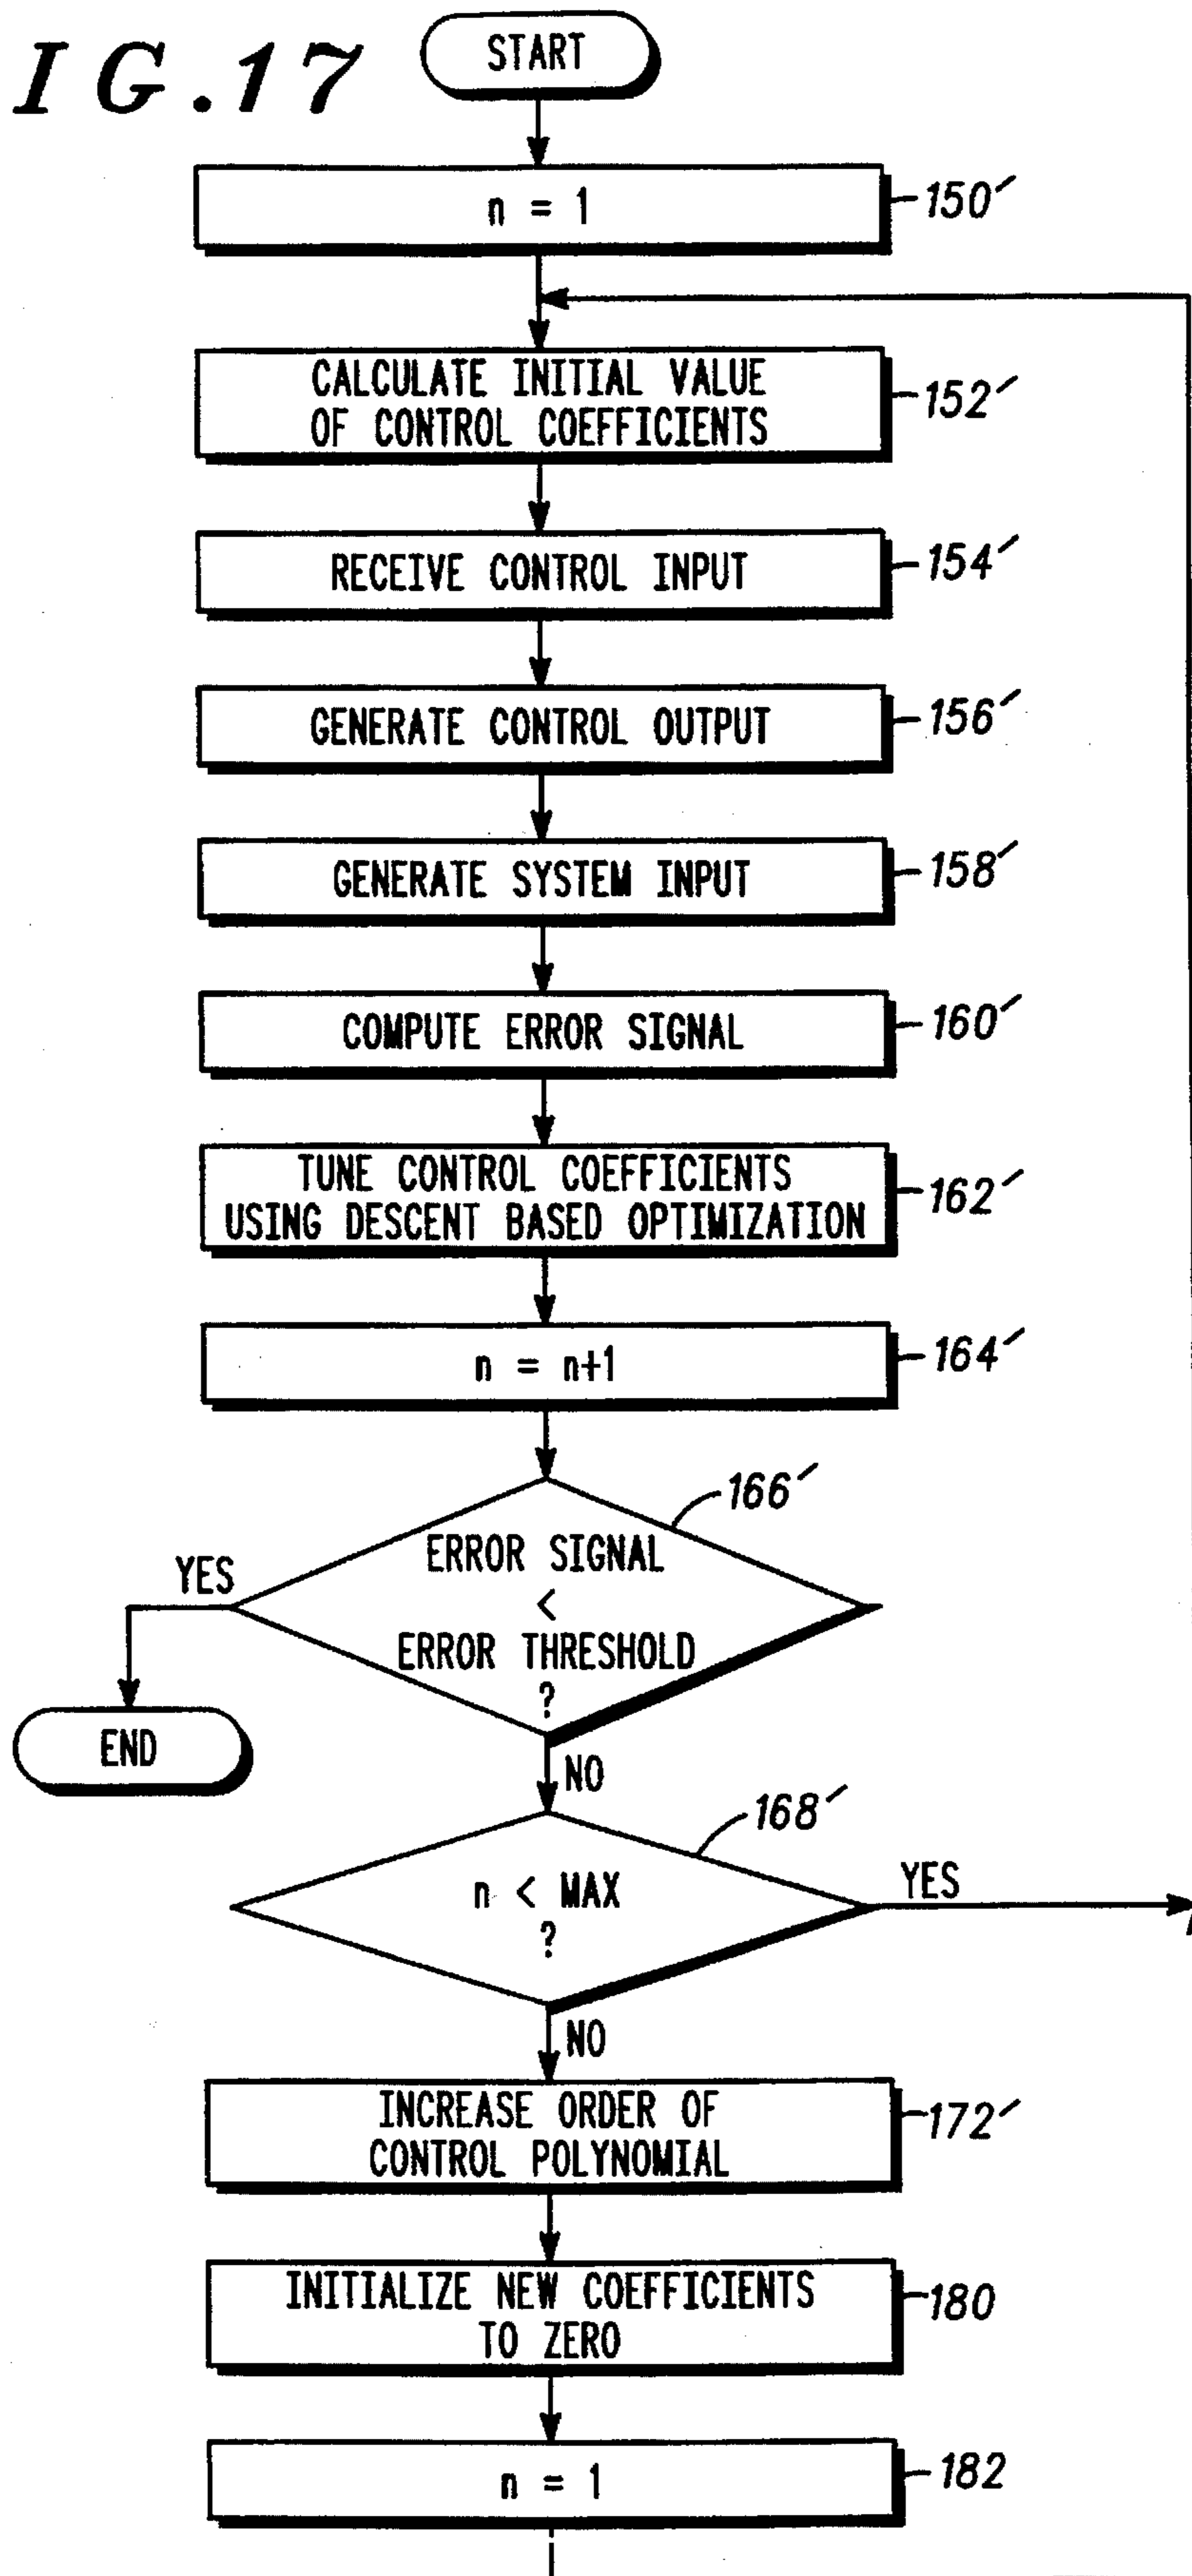 IG.17
START
n = 1
150′
CALCULATE INITIAL VALUE
OF CONTROL COEFFICIENTS
152′
RECEIVE CONTROL INPUT
154′
GENERATE CONTROL OUTPUT
156′
GENERATE SYSTEM INPUT
158′
COMPUTE ERROR SIGNAL
160′
TUNE CONTROL COEFFICIENTS
USING DESCENT BASED OPTIMIZATION
162′
n = n+1
164′
166′
ERROR SIGNAL
<
ERROR THRESHOLD
?
YES
END
NO
168′
n < MAX
?
YES
NO
INCREASE ORDER OF
CONTROL POLYNOMIAL
172′
INITIALIZE NEW COEFFICIENTS
TO ZERO
180
n = 1
182